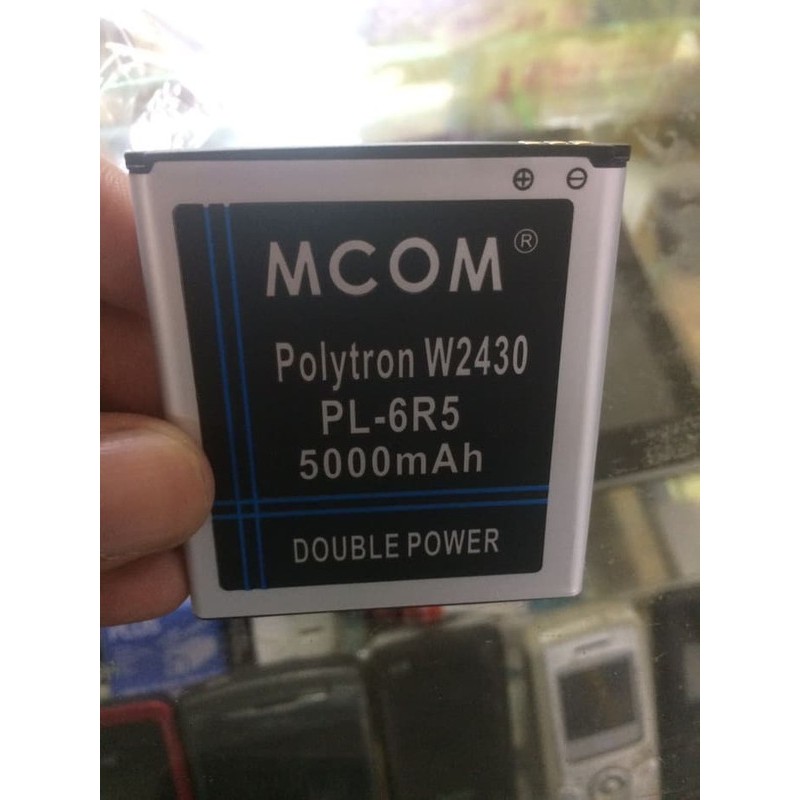 ⊕ ⊖
MCOM®
Polytron W2430
PL-6R5
5000mAh
DOUBLE POWER